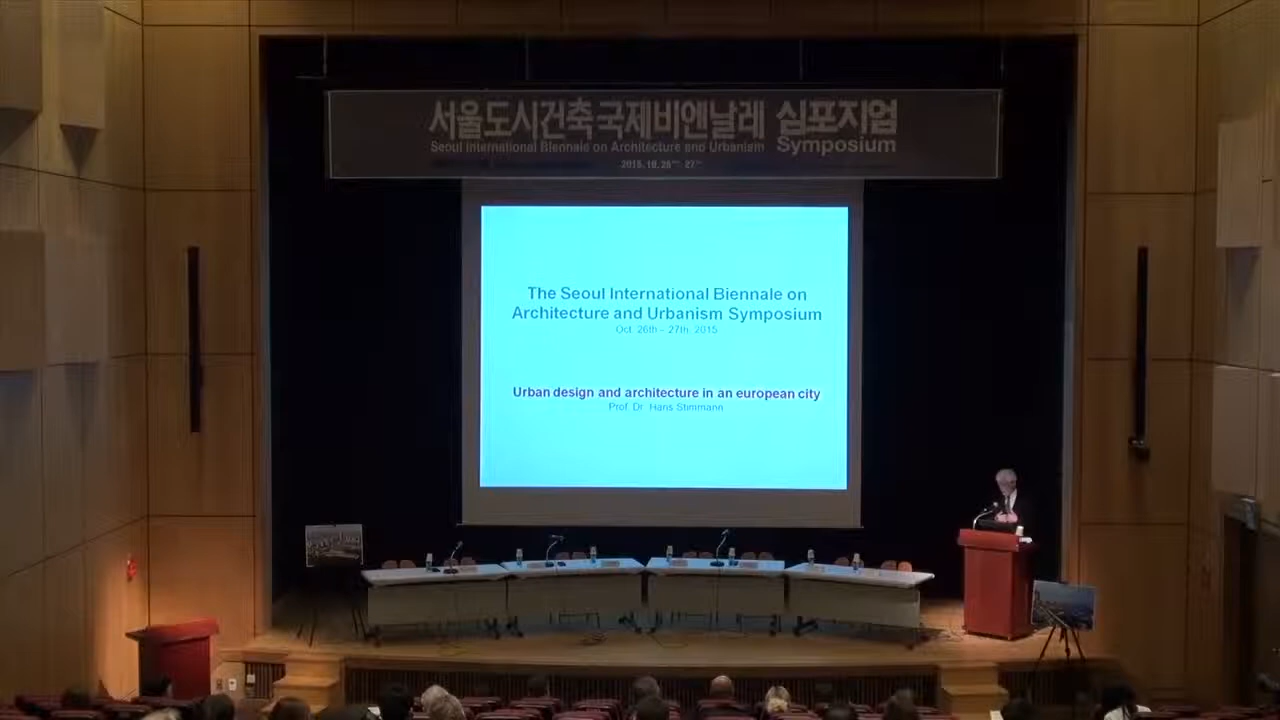 서울도시건축국제비앤날레 심포지업
Seoul International Biennale on Architecture and Urbanism Symposium
The Seoul International Biennale on
Architecture and Urbanism Symposium
Oct. 26th - 27th. 2015
Urban design and architecture in an european city
Prof. Dr. Hans Stimmann